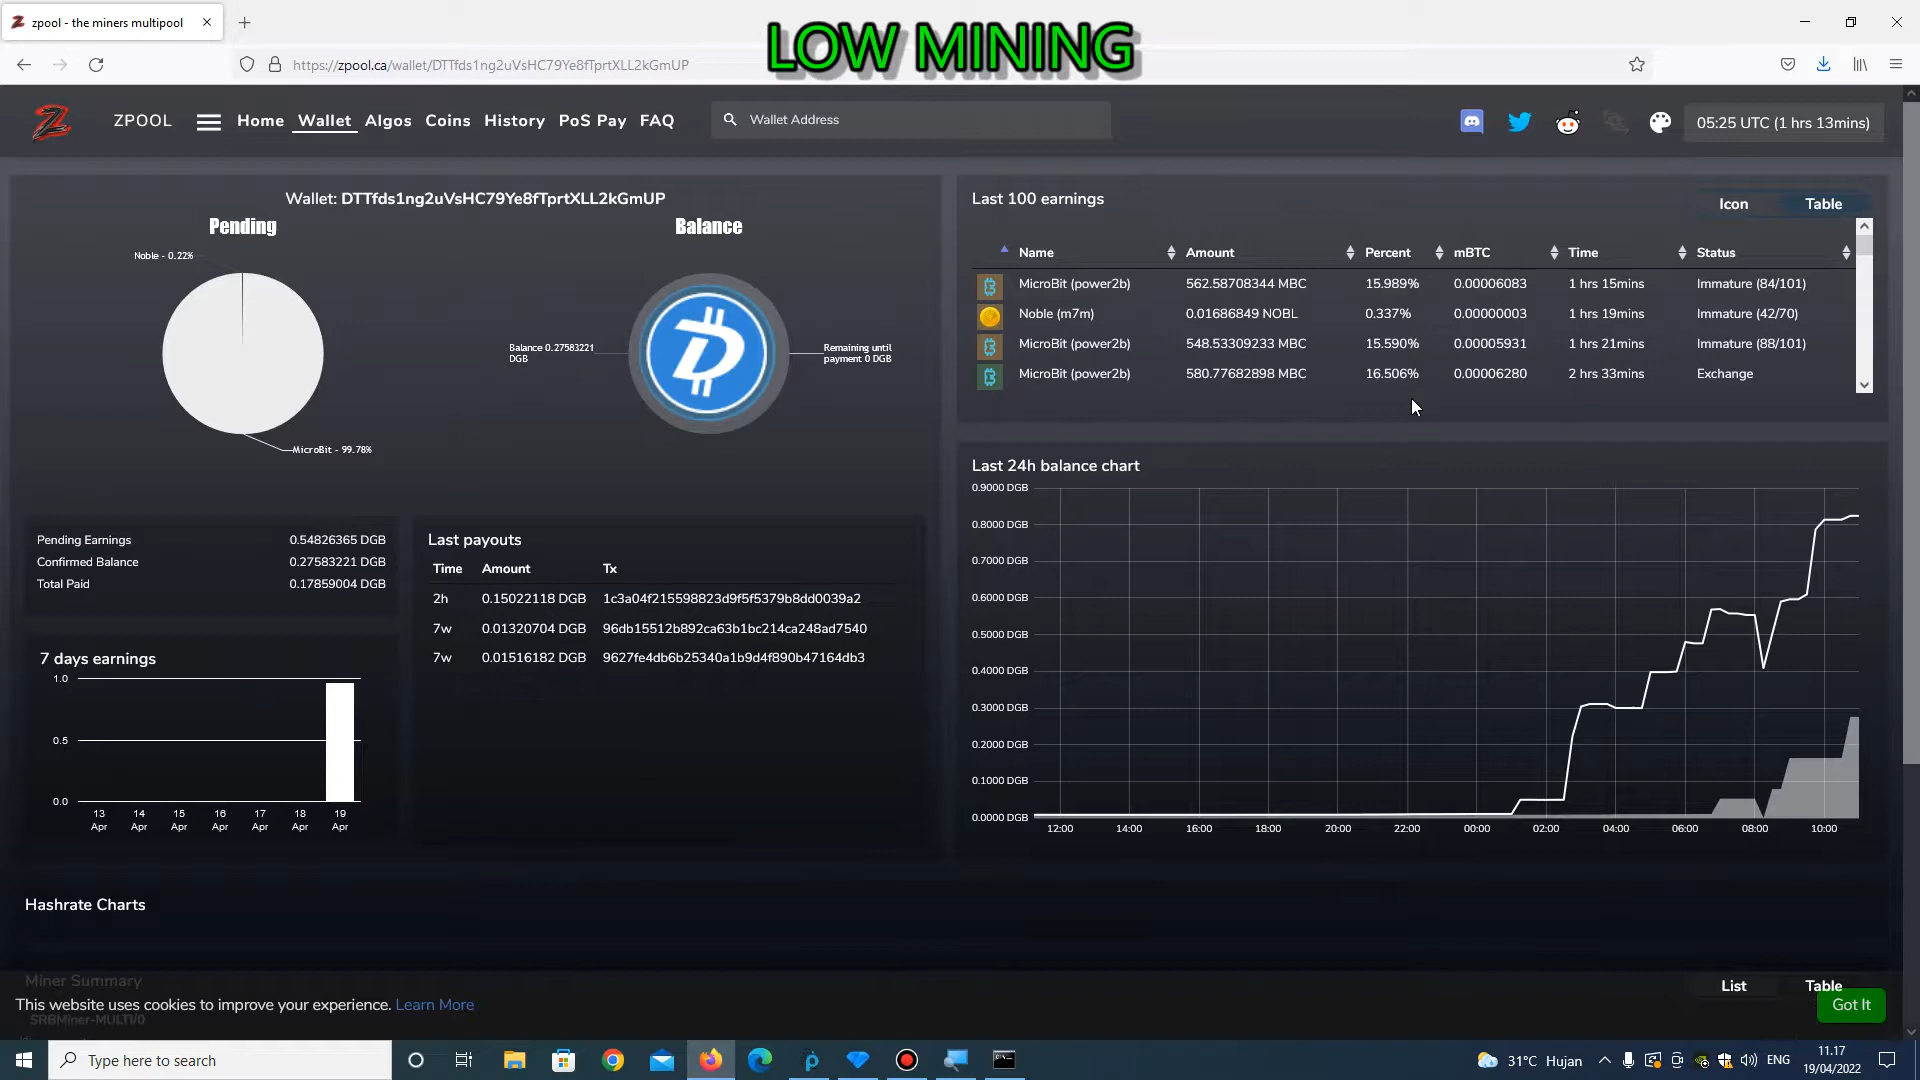 zpool - the miners multipool
LOW MINING
https://zpool.ca/wallet/DTTfds1ng2uVsHC79Ye8fTprtXLL2kGmUP
ZPOOL Home Wallet Algos Coins History PoS Pay FAQ
Wallet Address
05:25 UTC (1 hrs 13mins)
Wallet: DTTfds1ng2uVsHC79Ye8fTprtXLL2kGmUP
Pending
Noble - 0.22%
MicroBit - 99.78%
Balance
Balance 0.27583221
DGB
Remaining until
payment 0 DGB
Pending Earnings 0.54826365 DGB
Confirmed Balance 0.27583221 DGB
Total Paid 0.17859004 DGB
7 days earnings
1.0
0.5
0.0
13 14 15 16 17 18 19
Apr Apr Apr Apr Apr Apr Apr
Last payouts
Time Amount Tx
2h 0.15022118 DGB 1c3a04f215598823d9f5f5379b8dd0039a2
7w 0.01320704 DGB 96db15512b892ca63b1bc214ca248ad7540
7w 0.01516182 DGB 9627fe4db6b25340a1b9d4f890b47164db3
Last 100 earnings
Icon Table
Name Amount Percent mBTC Time Status
MicroBit (power2b) 562.58708344 MBC 15.989% 0.00006083 1 hrs 15mins Immature (84/101)
Noble (m7m) 0.01686849 NOBL 0.337% 0.00000003 1 hrs 19mins Immature (42/70)
MicroBit (power2b) 548.53309233 MBC 15.590% 0.00005931 1 hrs 21mins Immature (88/101)
MicroBit (power2b) 580.77682898 MBC 16.506% 0.00006280 2 hrs 33mins Exchange
Last 24h balance chart
0.9000 DGB
0.8000 DGB
0.7000 DGB
0.6000 DGB
0.5000 DGB
0.4000 DGB
0.3000 DGB
0.2000 DGB
0.1000 DGB
0.0000 DGB
12:00 14:00 16:00 18:00 20:00 22:00 00:00 02:00 04:00 06:00 08:00 10:00
Hashrate Charts
Miner Summary
List Table
This website uses cookies to improve your experience. Learn More
Got It
SRBMiner-MULTI/0
Type here to search
31°C Hujan
ENG
11.17
19/04/2022